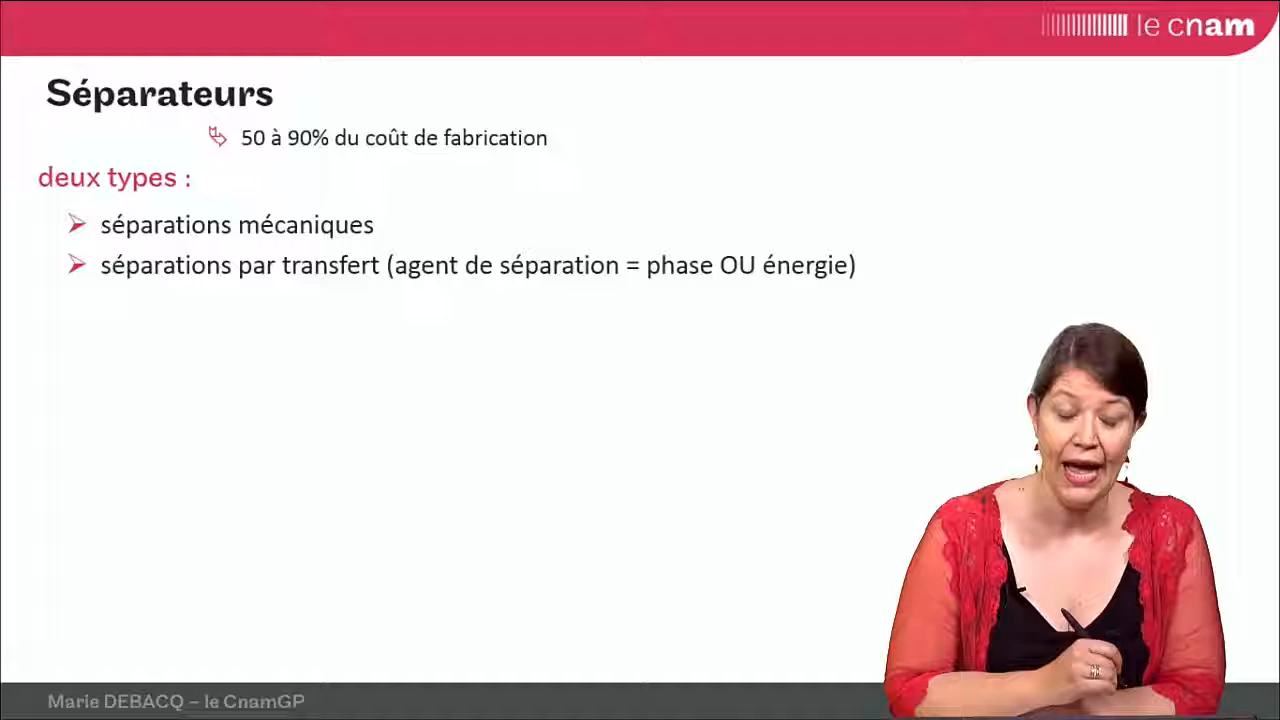 le cnam
Séparateurs
50 à 90% du coût de fabrication
deux types :
séparations mécaniques
séparations par transfert (agent de séparation = phase OU énergie)
Marie DEBACQ – le CnamGP